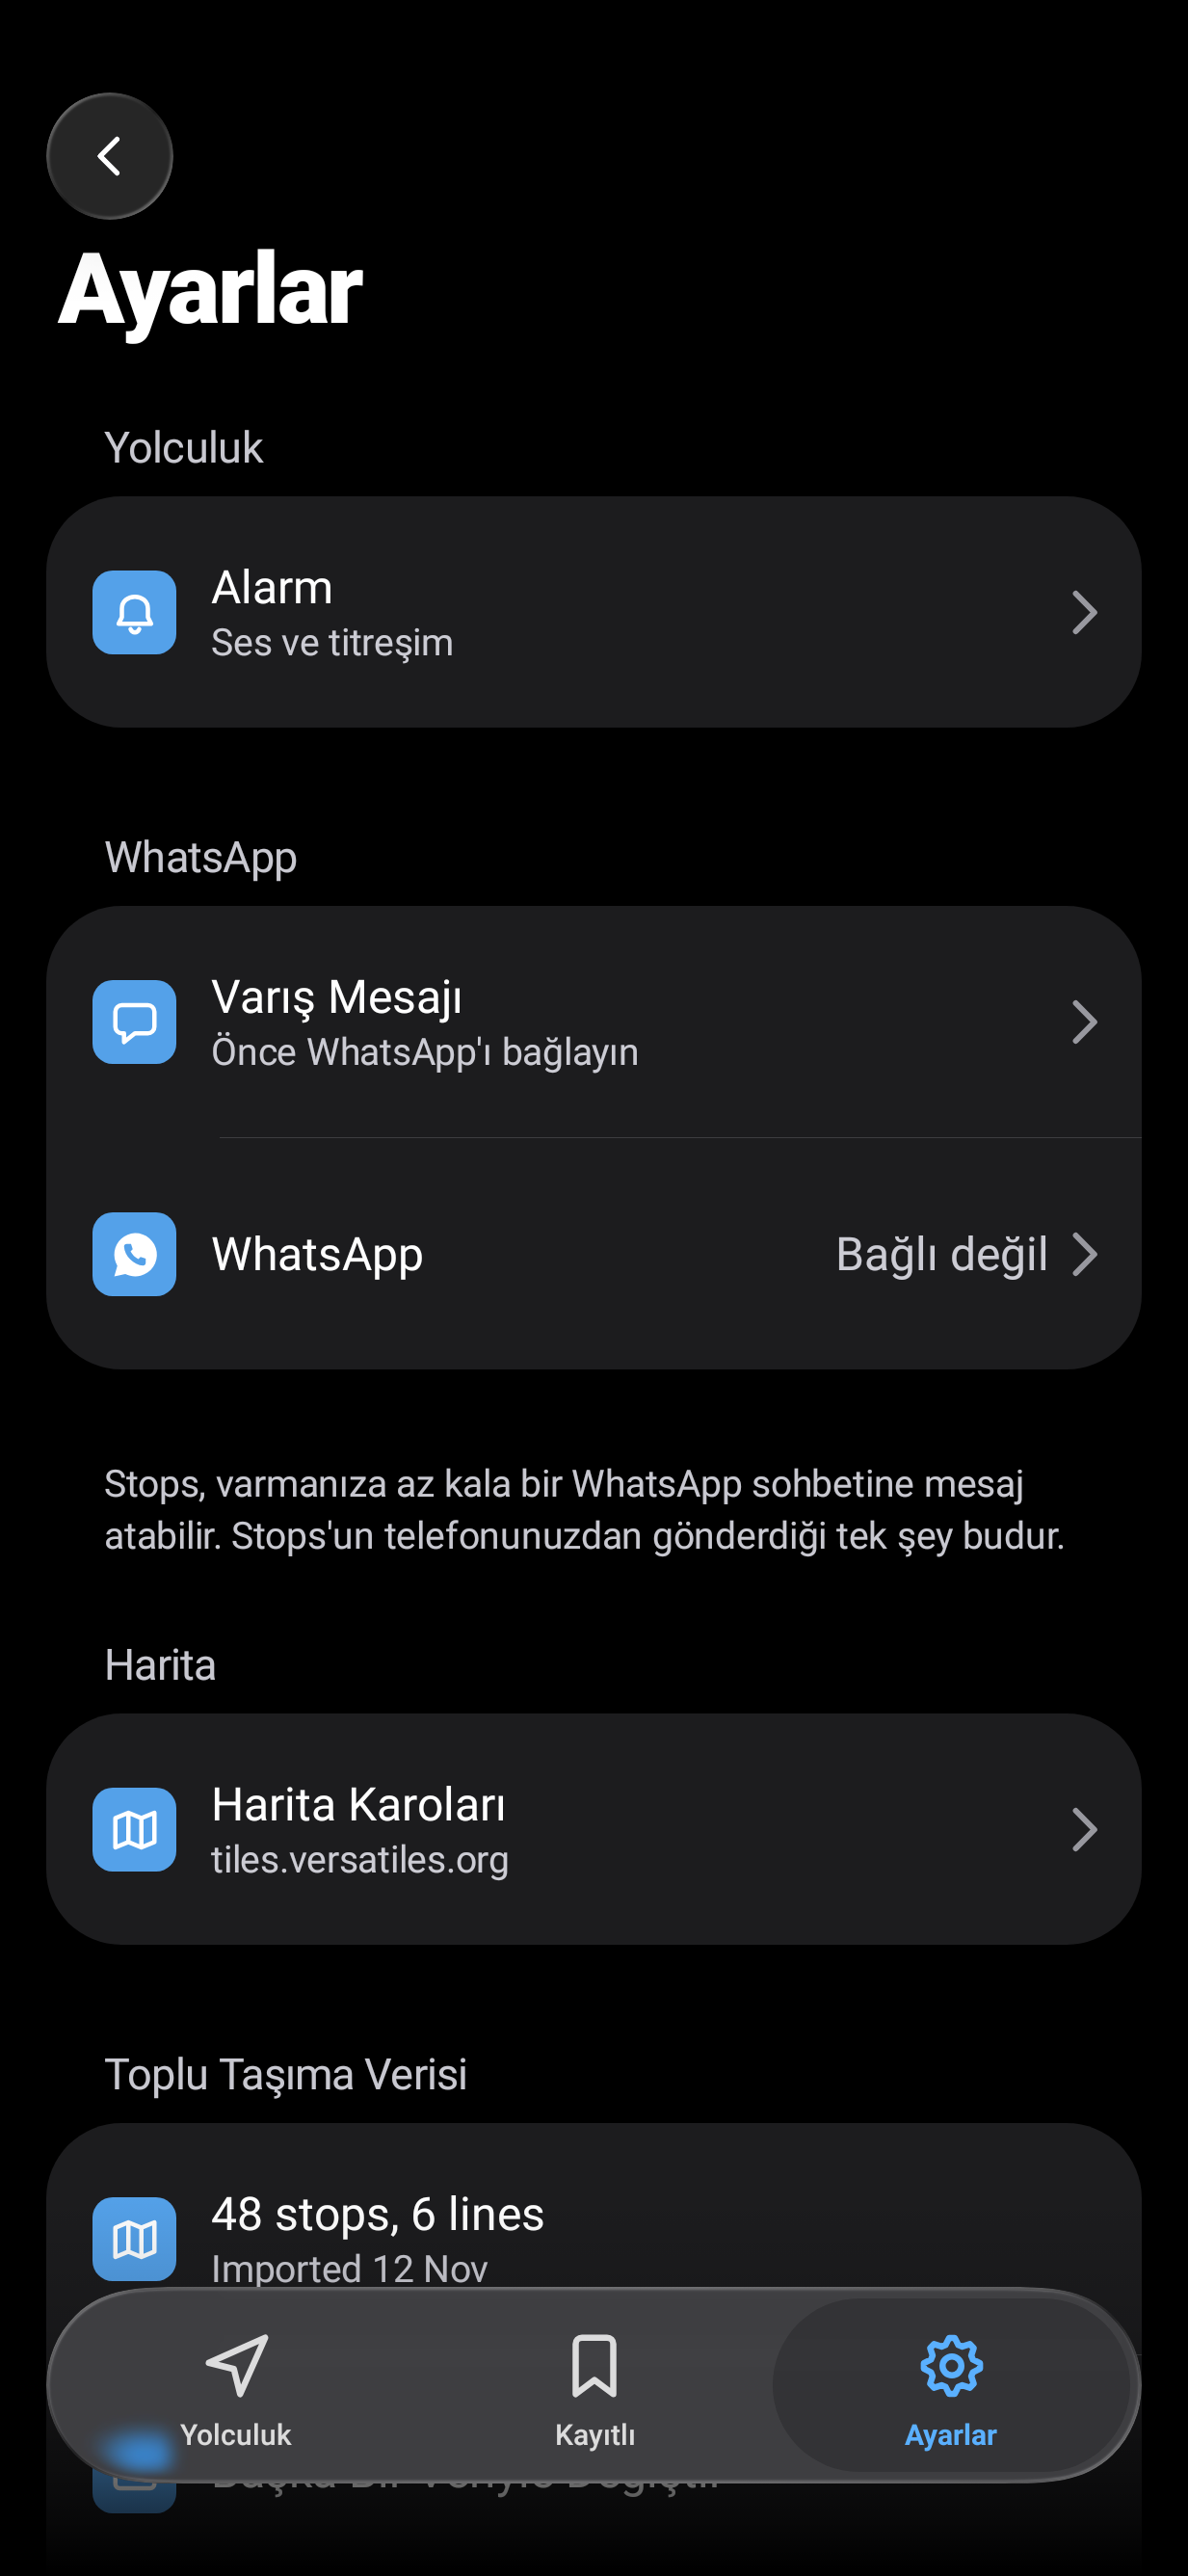 Ayarlar
Yolculuk
Alarm
Ses ve titreşim
WhatsApp
Varış Mesajı
Önce WhatsApp'ı bağlayın
WhatsApp
Bağlı değil
Stops, varmanıza az kala bir WhatsApp sohbetine mesaj
atabilir. Stops'un telefonunuzdan gönderdiği tek şey budur.
Harita
Harita Karoları
tiles.versatiles.org
Toplu Taşıma Verisi
48 stops, 6 lines
Imported 12 Nov
Yolculuk
Kayıtlı
Ayarlar